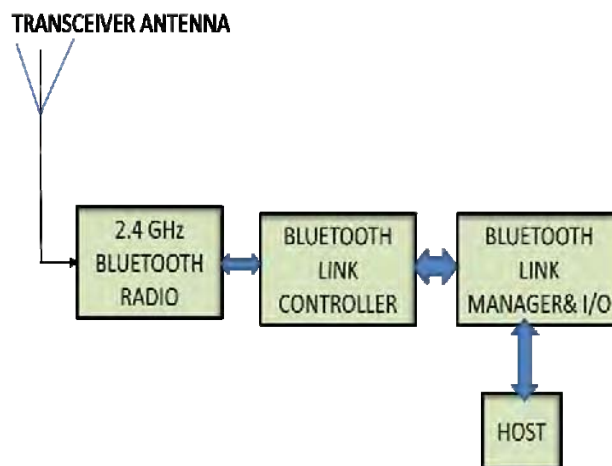 TRANSCEIVER ANTENNA
2.4 GHz
BLUETOOTH
RADIO
BLUETOOTH
LINK
CONTROLLER
BLUETOOTH
LINK
MANAGER& I/O
HOST